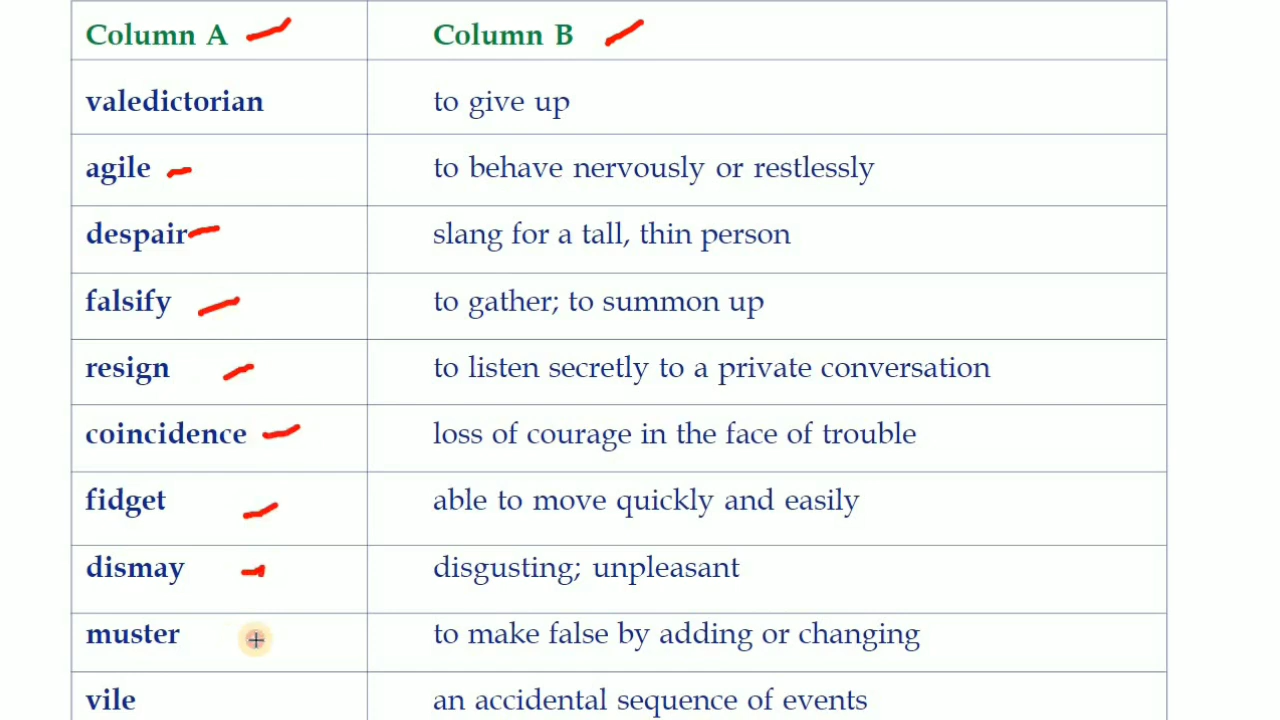 Column A Column B
valedictorian to give up
agile to behave nervously or restlessly
despair slang for a tall, thin person
falsify to gather; to summon up
resign to listen secretly to a private conversation
coincidence loss of courage in the face of trouble
fidget able to move quickly and easily
dismay disgusting; unpleasant
muster to make false by adding or changing
vile an accidental sequence of events